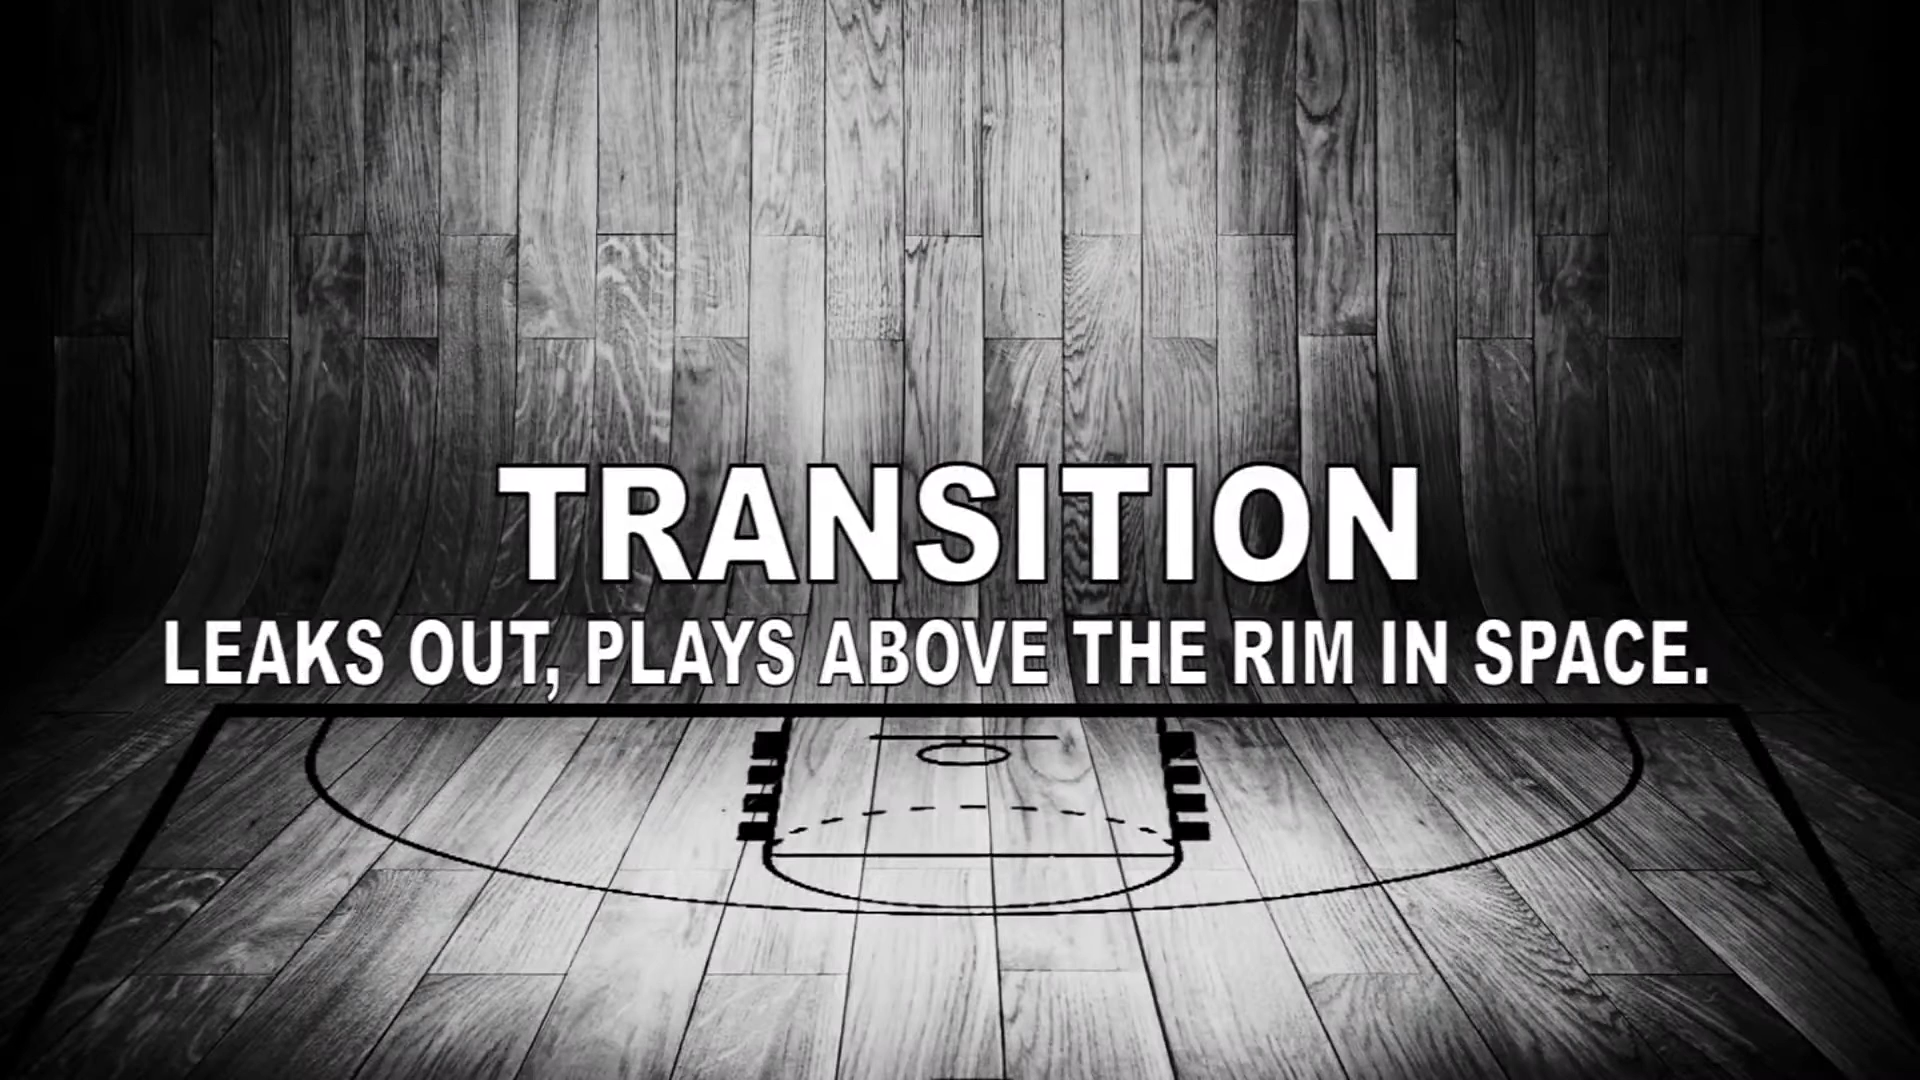 TRANSITION
LEAKS OUT, PLAYS ABOVE THE RIM IN SPACE.